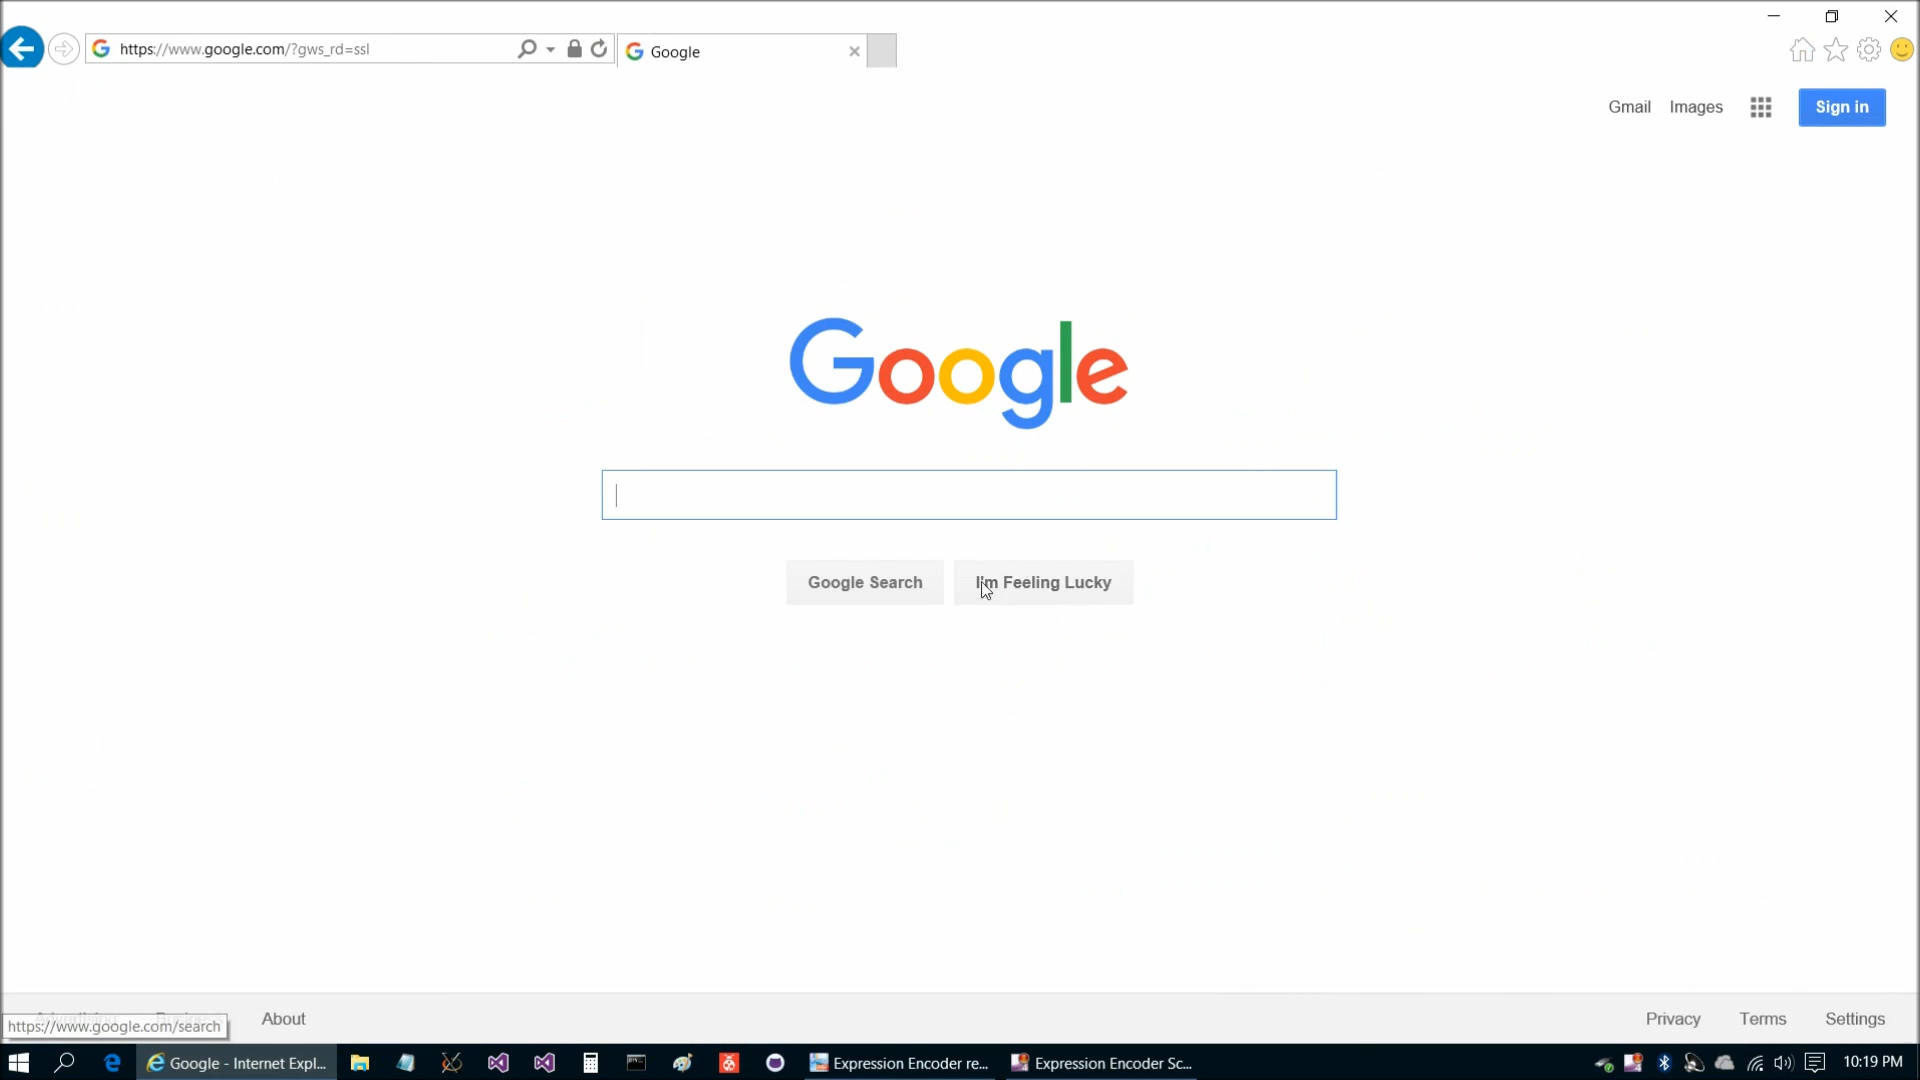 https://www.google.com/?gws_rd=ssl
Google
Gmail
Images
Sign in
Google
Google Search
I'm Feeling Lucky
About
Privacy
Terms
Settings
https://www.google.com/search
Google - Internet Expl...
Expression Encoder re...
Expression Encoder Sc...
10:19 PM